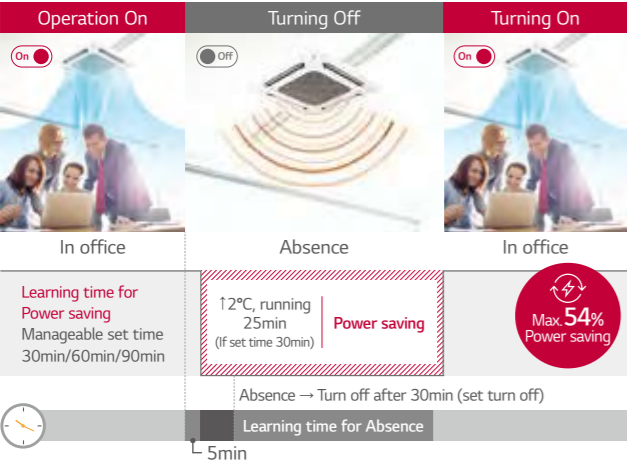 Operation On
Turning Off
Turning On
On
Off
On
In office
Absence
In office
Learning time for
Power saving
Manageable set time
30min/60min/90min
↑2℃, running
25min
(If set time 30min)
Power saving
Max. 54%
Power saving
Absence → Turn off after 30min (set turn off)
Learning time for Absence
5min